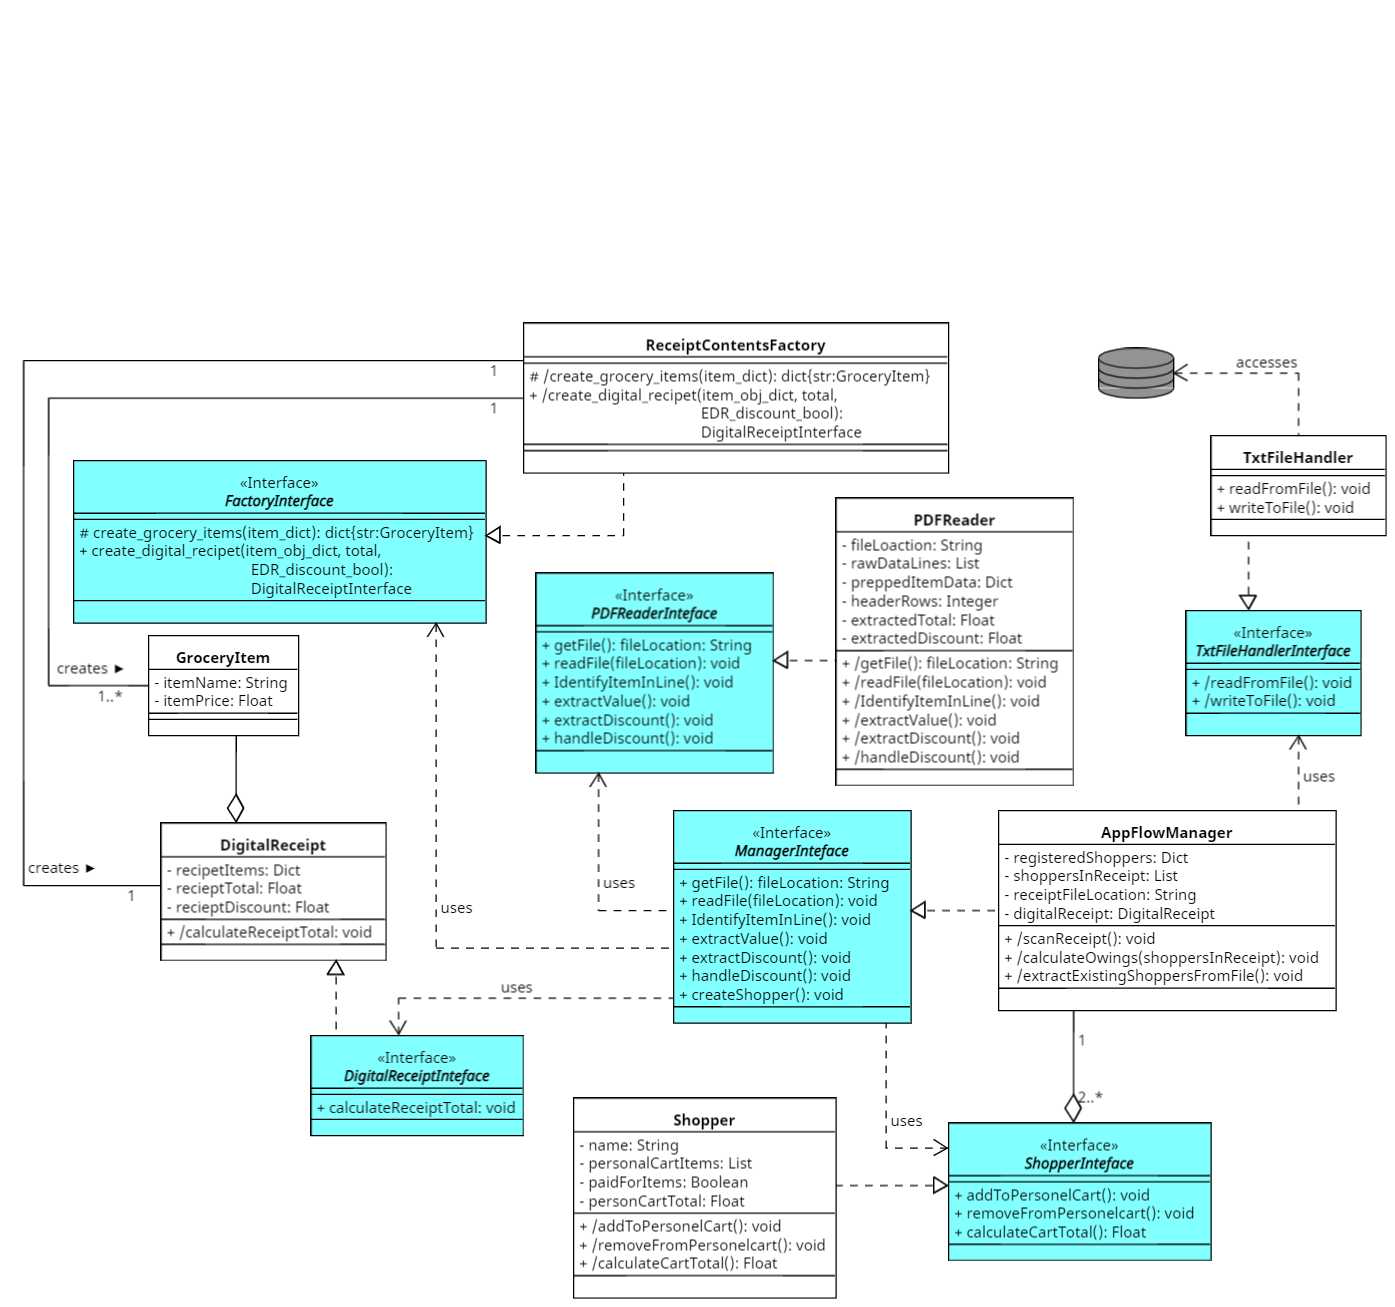 ReceiptContentsFactory
# /create_grocery_items(item_dict): dict{str:GroceryItem}
+ /create_digital_recipet(item_obj_dict, total,
EDR_discount_bool):
DigitalReceiptInterface
1
1
accesses
TxtFileHandler
+ readFromFile(): void
+ writeToFile(): void
«Interface»
FactoryInterface
# create_grocery_items(item_dict): dict{str:GroceryItem}
+ create_digital_recipet(item_obj_dict, total,
EDR_discount_bool):
DigitalReceiptInterface
PDFReader
- fileLoaction: String
- rawDataLines: List
- preppedItemData: Dict
- headerRows: Integer
- extractedTotal: Float
- extractedDiscount: Float
+ /getFile(): fileLocation: String
+ /readFile(fileLocation): void
+ /IdentifyItemInLine(): void
+ /extractValue(): void
+ /extractDiscount(): void
+ /handleDiscount(): void
«Interface»
PDFReaderInteface
+ getFile(): fileLocation: String
+ readFile(fileLocation): void
+ IdentifyItemInLine(): void
+ extractValue(): void
+ extractDiscount(): void
+ handleDiscount(): void
«Interface»
TxtFileHandlerInterface
+ /readFromFile(): void
+ /writeToFile(): void
creates ►
1..*
GroceryItem
- itemName: String
- itemPrice: Float
uses
creates ►
1
DigitalReceipt
- recipetItems: Dict
- recieptTotal: Float
- recieptDiscount: Float
+ /calculateReceiptTotal: void
uses
uses
«Interface»
ManagerInteface
+ getFile(): fileLocation: String
+ readFile(fileLocation): void
+ IdentifyItemInLine(): void
+ extractValue(): void
+ extractDiscount(): void
+ handleDiscount(): void
+ createShopper(): void
AppFlowManager
- registeredShoppers: Dict
- shoppersInReceipt: List
- receiptFileLocation: String
- digitalReceipt: DigitalReceipt
+ /scanReceipt(): void
+ /calculateOwings(shoppersInReceipt): void
+ /extractExistingShoppersFromFile(): void
uses
«Interface»
DigitalReceiptInteface
+ calculateReceiptTotal: void
1
2..*
uses
Shopper
- name: String
- personalCartItems: List
- paidForItems: Boolean
- personCartTotal: Float
+ /addToPersonelCart(): void
+ /removeFromPersonelcart(): void
+ /calculateCartTotal(): Float
«Interface»
ShopperInteface
+ addToPersonelCart(): void
+ removeFromPersonelcart(): void
+ calculateCartTotal(): Float